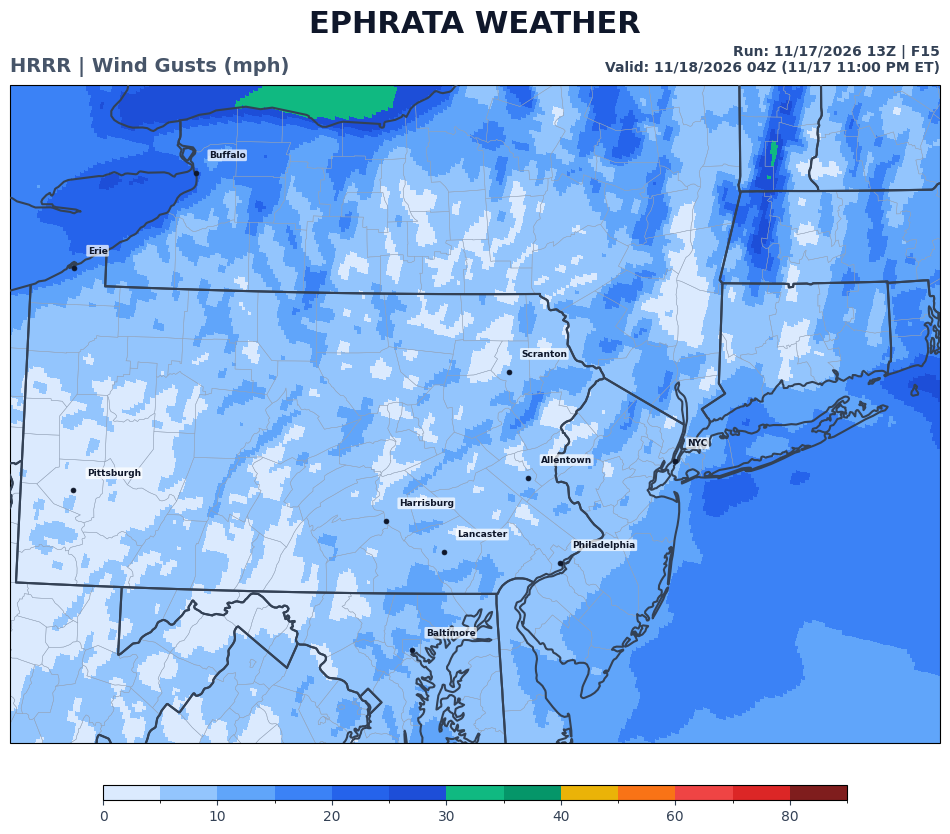 EPHRATA WEATHER
HRRR | Wind Gusts (mph)
Run: 11/17/2026 13Z | F15
Valid: 11/18/2026 04Z (11/17 11:00 PM ET)
Buffalo
Erie
Scranton
NYC
Allentown
Pittsburgh
Harrisburg
Lancaster
Philadelphia
Baltimore
0 10 20 30 40 50 60 70 80